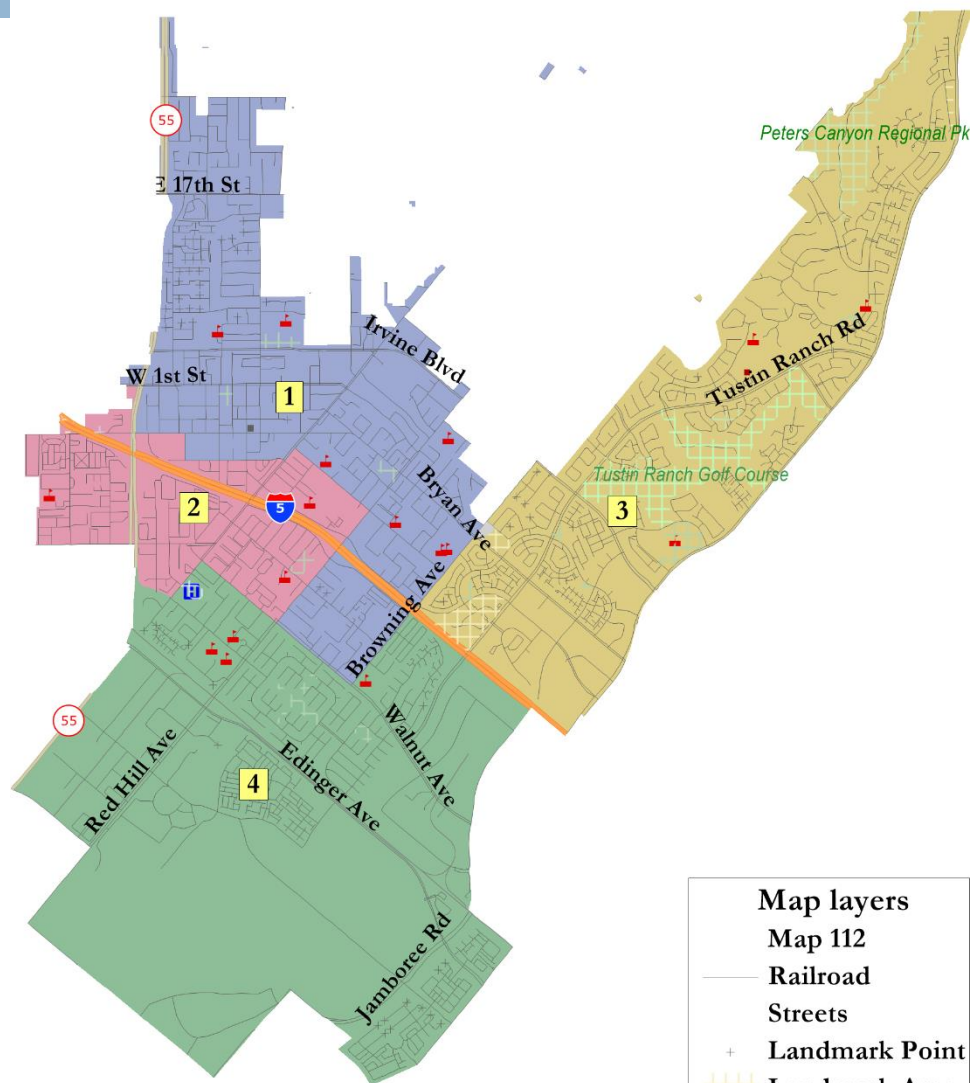 55
Peters Canyon Regional Pk
E 17th St
Irvine Blvd
Tustin Ranch Rd
W 1st St
1
Bryan Ave
Tustin Ranch Golf Course
2
5
3
H
Browning Ave
55
Walnut Ave
Red Hill Ave
Edinger Ave
4
Jamboree Rd
Map layers
Map 112
Railroad
Streets
Landmark Point